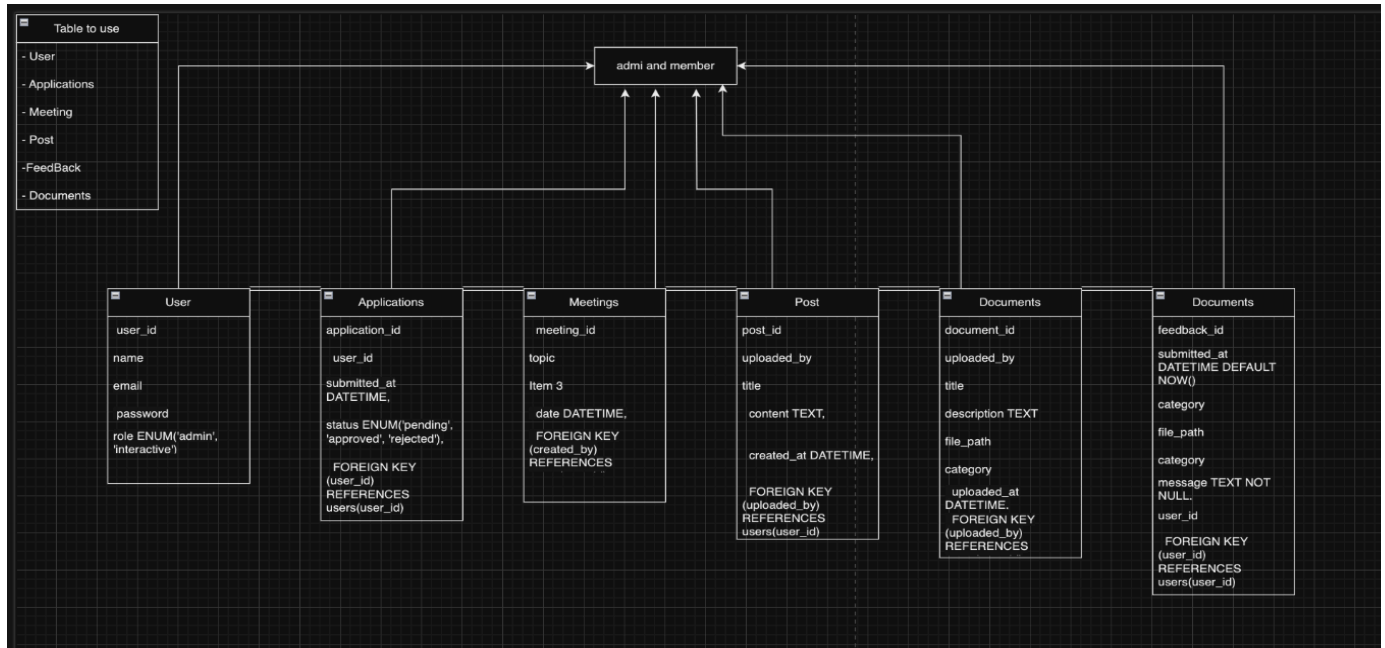 Table to use
- User
- Applications
- Meeting
- Post
-FeedBack
- Documents
admi and member
User
user_id
name
email
password
role ENUM('admin',
'interactive')
Applications
application_id
user_id
submitted_at
DATETIME,
status ENUM('pending',
'approved', 'rejected'),
FOREIGN KEY
(user_id)
REFERENCES
users(user_id)
Meetings
meeting_id
topic
Item 3
date DATETIME,
FOREIGN KEY
(created_by)
REFERENCES
Post
post_id
uploaded_by
title
content TEXT,
created_at DATETIME,
FOREIGN KEY
(uploaded_by)
REFERENCES
users(user_id)
Documents
document_id
uploaded_by
title
description TEXT
file_path
category
uploaded_at
DATETIME.
FOREIGN KEY
(uploaded_by)
REFERENCES
Documents
feedback_id
submitted_at
DATETIME DEFAULT
NOW()
category
file_path
category
message TEXT NOT
NULL.
user_id
FOREIGN KEY
(user_id)
REFERENCES
users(user_id)